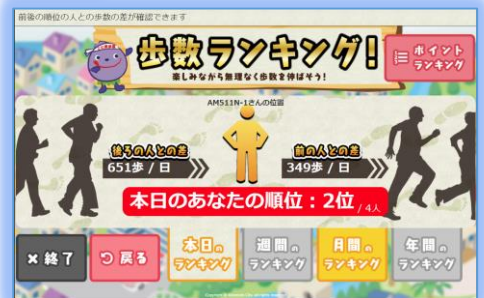 前後の順位の人との歩数の差が確認できます
歩数ランキング!
楽しみながら無理なく歩数を伸ばそう!
ポイント
ランキング
AM511N-1さんの位置
後ろの人との差
651歩 / 日
前の人との差
349歩 / 日
本日のあなたの順位：2位 / 4人
×終了
戻る
本日の
ランキング
週間の
ランキング
月間の
ランキング
年間の
ランキング